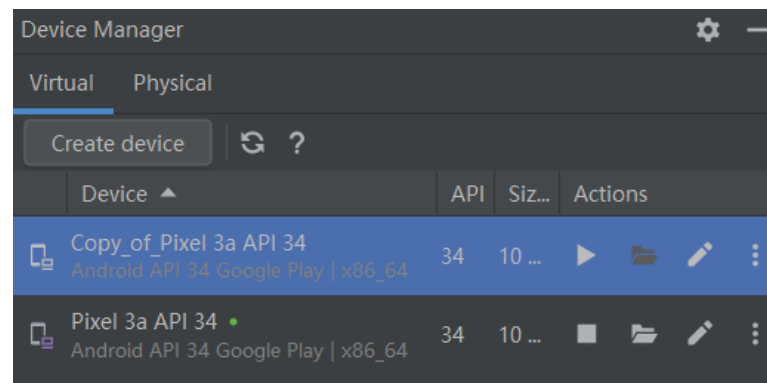 Device Manager
Virtual Physical
Create device ?
Device API Siz... Actions
Copy_of_Pixel 3a API 34 34 10 ...
Android API 34 Google Play | x86_64
Pixel 3a API 34 34 10 ...
Android API 34 Google Play | x86_64